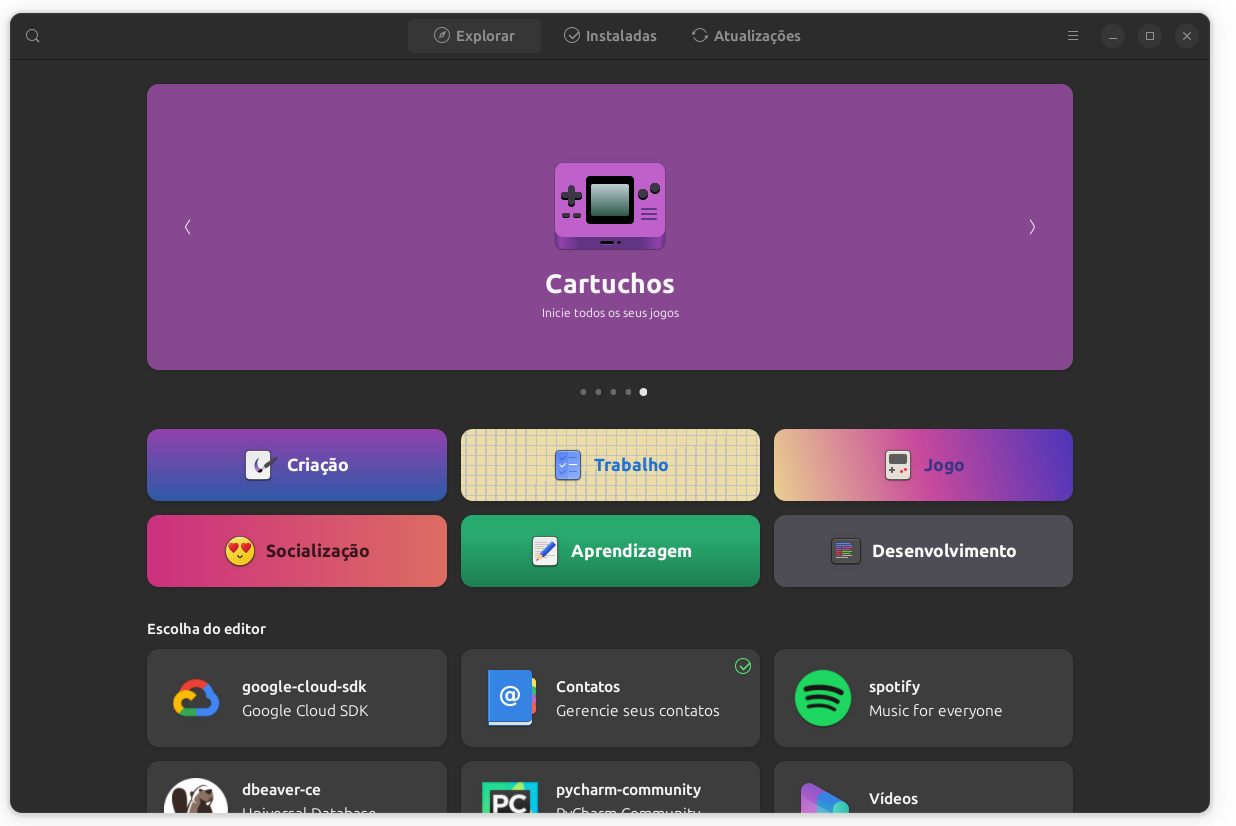 Explorar
Instaladas
Atualizações
Cartuchos
Inicie todos os seus jogos
Criação
Trabalho
Jogo
Socialização
Aprendizagem
Desenvolvimento
Escolha do editor
google-cloud-sdk
Google Cloud SDK
@
Contatos
Gerencie seus contatos
spotify
Music for everyone
dbeaver-ce
Universal Database
PC
pycharm-community
PyCharm Community
Vídeos